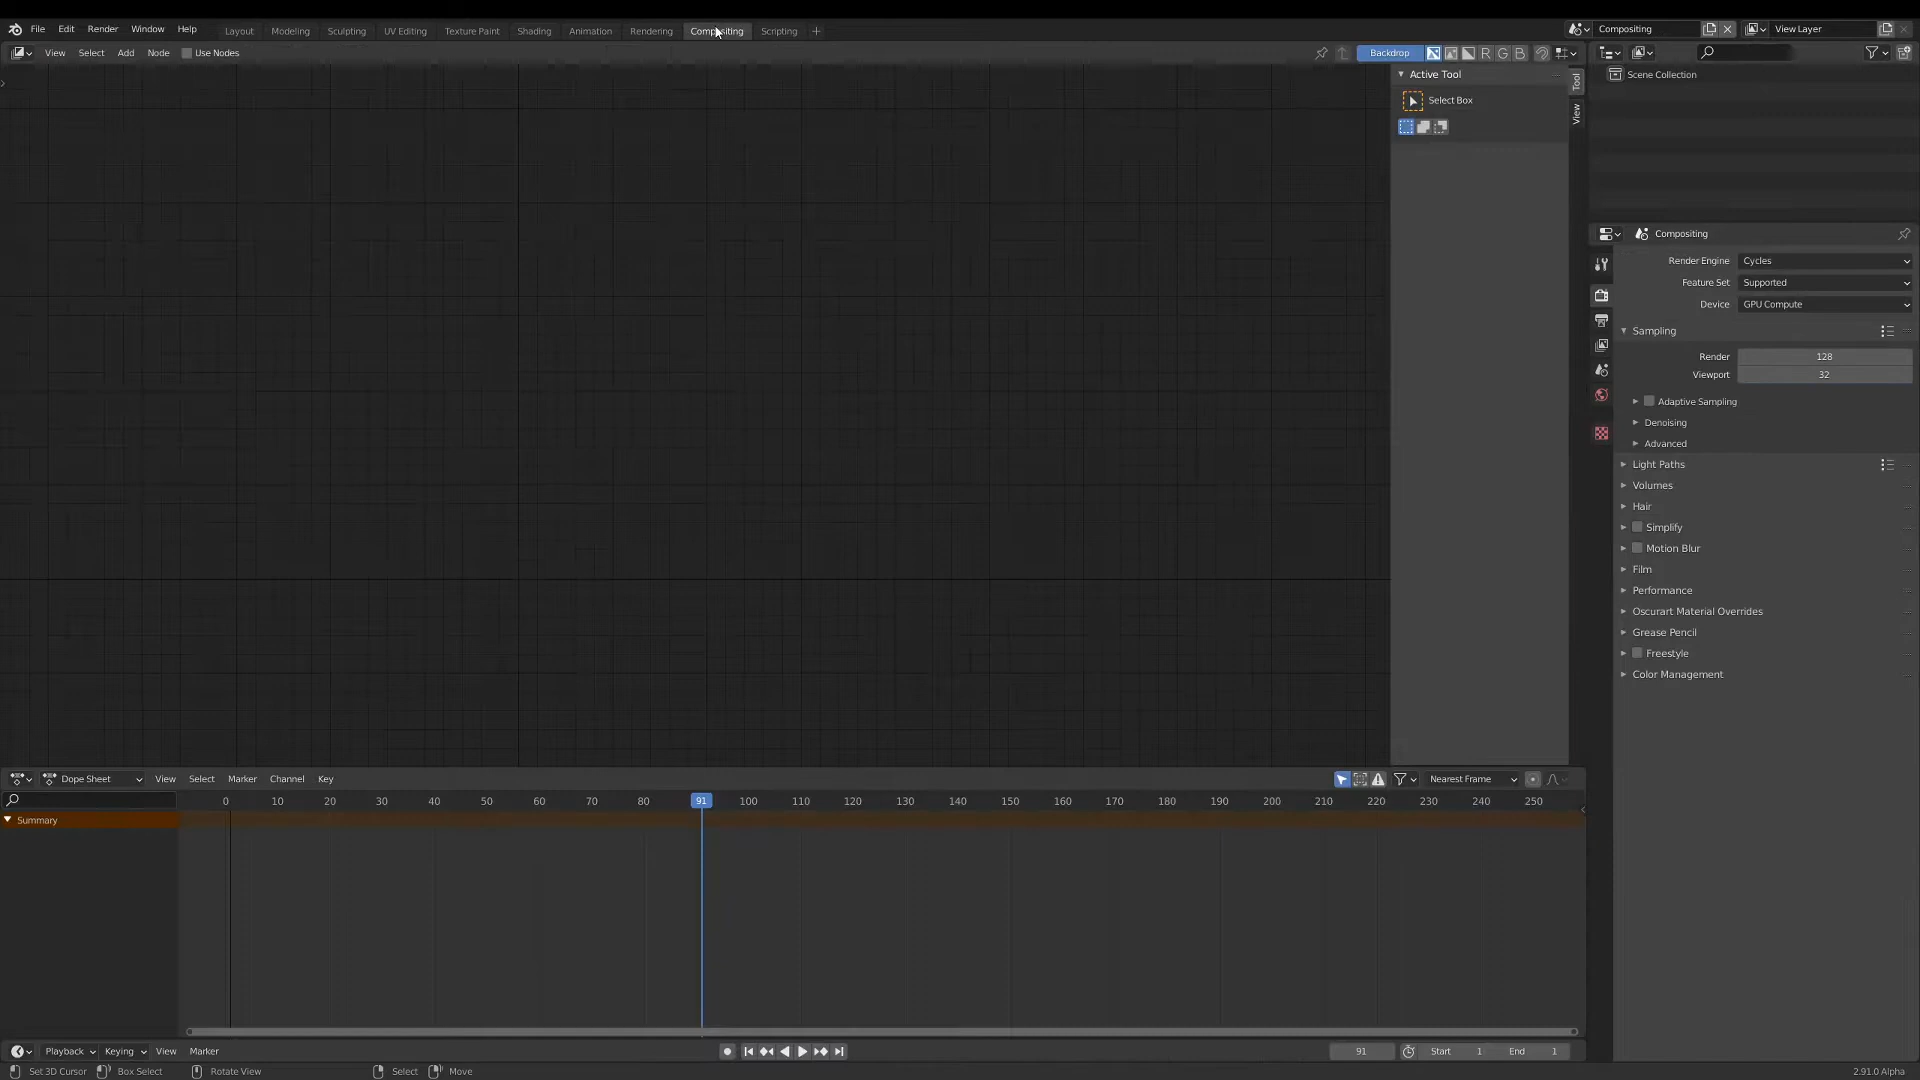 File Edit Render Window Help Layout Modeling Sculpting UV Editing Texture Paint Shading Animation Rendering Compositing Scripting + Compositing View Layer
View Select Add Node Use Nodes Backdrop R G B
Active Tool
Select Box
Tool
View
Scene Collection
Compositing
Render Engine Cycles
Feature Set Supported
Device GPU Compute
Sampling
Render 128
Viewport 32
Adaptive Sampling
Denoising
Advanced
Light Paths
Volumes
Hair
Simplify
Motion Blur
Film
Performance
Oscurart Material Overrides
Grease Pencil
Freestyle
Color Management
Dope Sheet View Select Marker Channel Key Nearest Frame
0 10 20 30 40 50 60 70 80 91 100 110 120 130 140 150 160 170 180 190 200 210 220 230 240 250
Summary
Playback Keying View Marker 91 Start 1 End 1
Set 3D Cursor Box Select Rotate View Select Move 2.91.0 Alpha